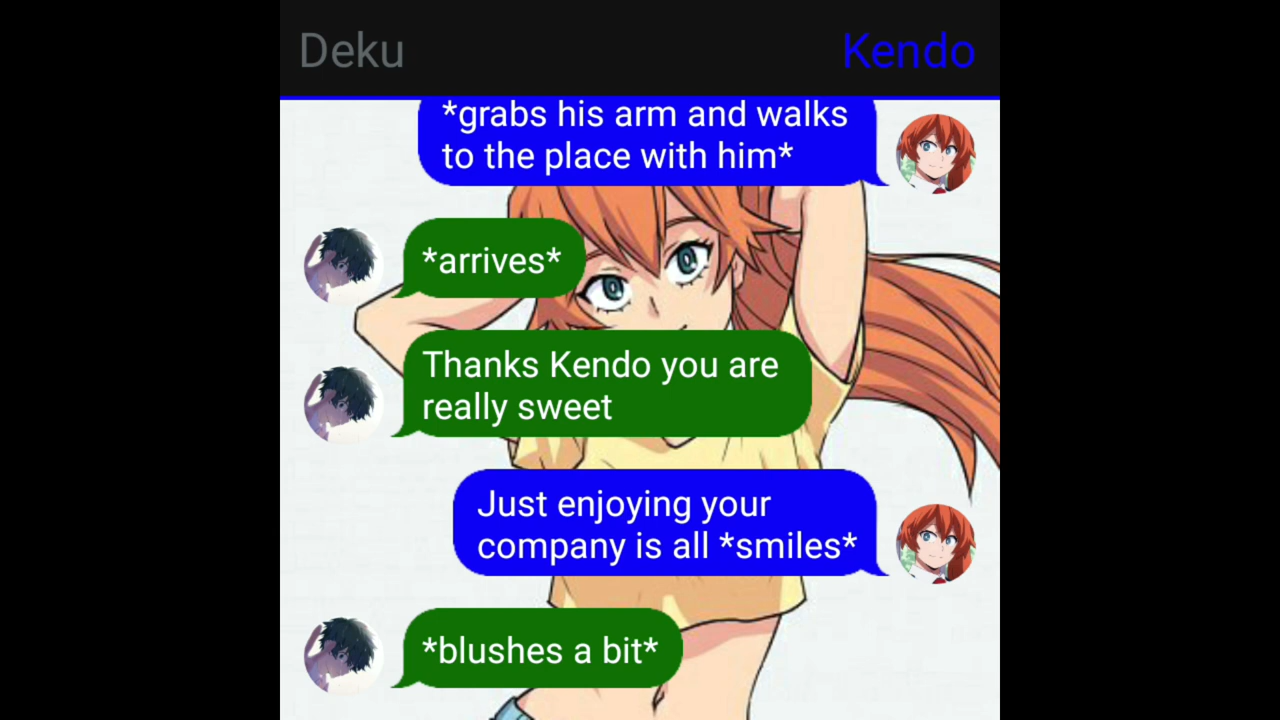 Deku
Kendo
*grabs his arm and walks
to the place with him*
*arrives*
Thanks Kendo you are
really sweet
Just enjoying your
company is all *smiles*
*blushes a bit*